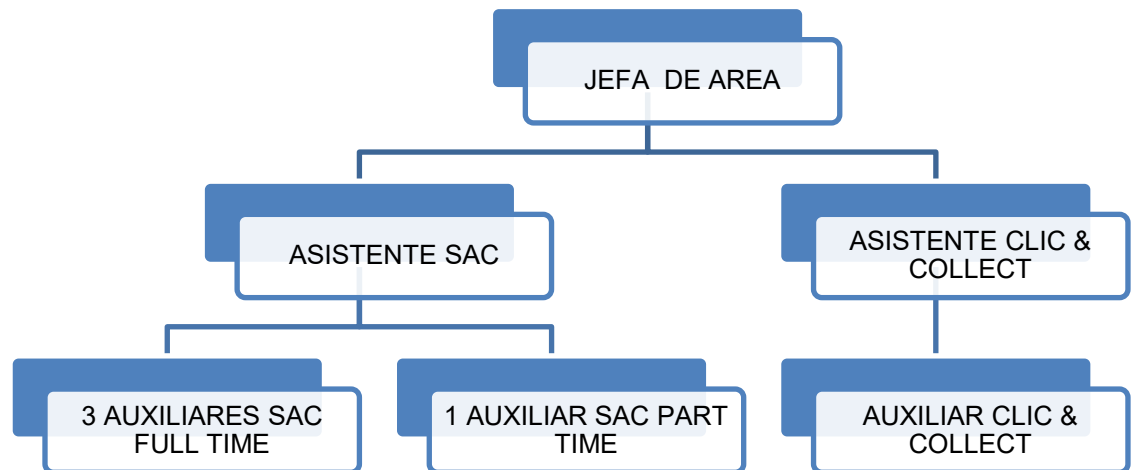 JEFA DE AREA
ASISTENTE SAC
ASISTENTE CLIC &
COLLECT
3 AUXILIARES SAC
FULL TIME
1 AUXILIAR SAC PART
TIME
AUXILIAR CLIC &
COLLECT